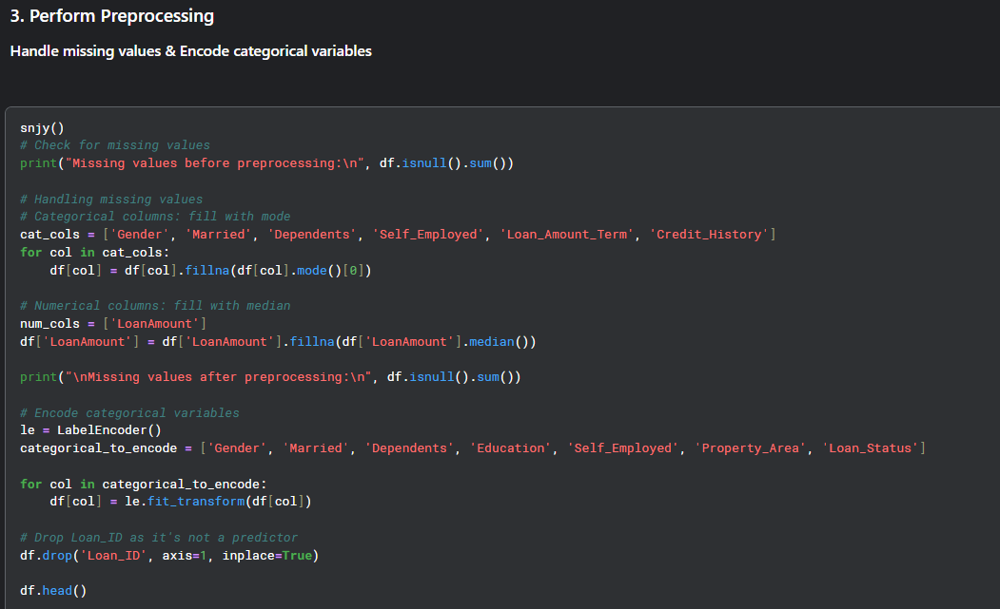 3. Perform Preprocessing
Handle missing values & Encode categorical variables
snjy()
# Check for missing values
print("Missing values before preprocessing:\n", df.isnull().sum())
# Handling missing values
# Categorical columns: fill with mode
cat_cols = ['Gender', 'Married', 'Dependents', 'Self_Employed', 'Loan_Amount_Term', 'Credit_History']
for col in cat_cols:
    df[col] = df[col].fillna(df[col].mode()[0])
# Numerical columns: fill with median
num_cols = ['LoanAmount']
df['LoanAmount'] = df['LoanAmount'].fillna(df['LoanAmount'].median())
print("\nMissing values after preprocessing:\n", df.isnull().sum())
# Encode categorical variables
le = LabelEncoder()
categorical_to_encode = ['Gender', 'Married', 'Dependents', 'Education', 'Self_Employed', 'Property_Area', 'Loan_Status']
for col in categorical_to_encode:
    df[col] = le.fit_transform(df[col])
# Drop Loan_ID as it's not a predictor
df.drop('Loan_ID', axis=1, inplace=True)
df.head()